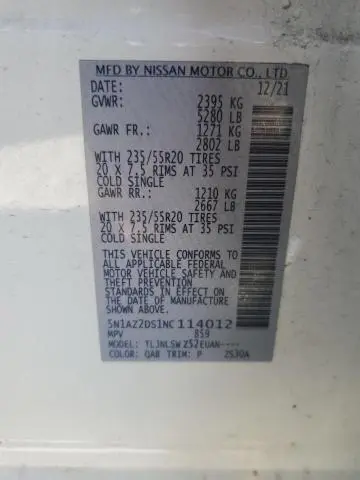 MFD BY NISSAN MOTOR CO., LTD
DATE: 12/21
GVWR: 2395 KG
5280 LB
GAWR FR.: 1271 KG
2802 LB
WITH 235/55R20 TIRES
20 X 7.5 RIMS AT 35 PSI
COLD SINGLE
GAWR RR.: 1210 KG
2667 LB
WITH 235/55R20 TIRES
20 X 7.5 RIMS AT 35 PSI
COLD SINGLE
THIS VEHICLE CONFORMS TO
ALL APPLICABLE FEDERAL
MOTOR VEHICLE SAFETY AND
THEFT PREVENTION
STANDARDS IN EFFECT ON
THE DATE OF MANUFACTURE
SHOWN ABOVE
5N1AZ2DS1NC114012
MPV 859
MODEL: TLJNLSW Z52EUAN----
COLOR: QAB TRIM: P ZS30A